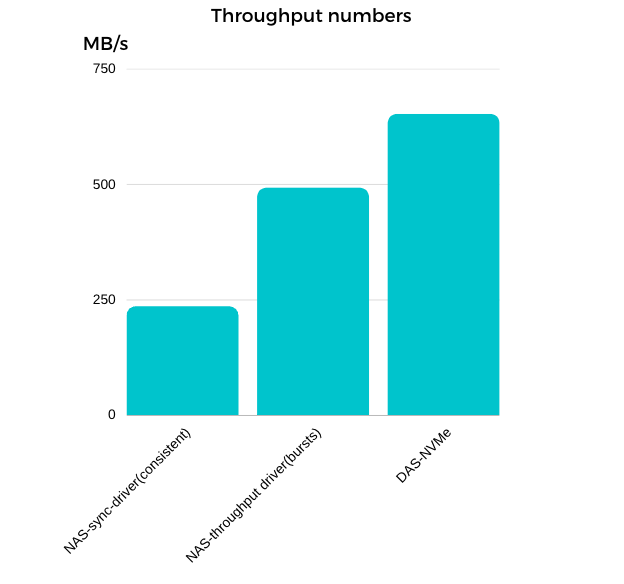 Throughput numbers
MB/s
750
500
250
0
NAS-sync-driver(consistent)
NAS-throughput driver(bursts)
DAS-NVMe